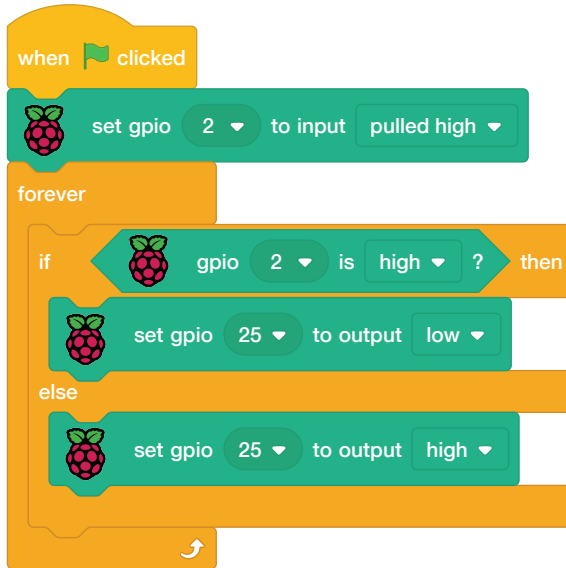 when clicked
set gpio 2 to input pulled high
forever
if gpio 2 is high ? then
set gpio 25 to output low
else
set gpio 25 to output high